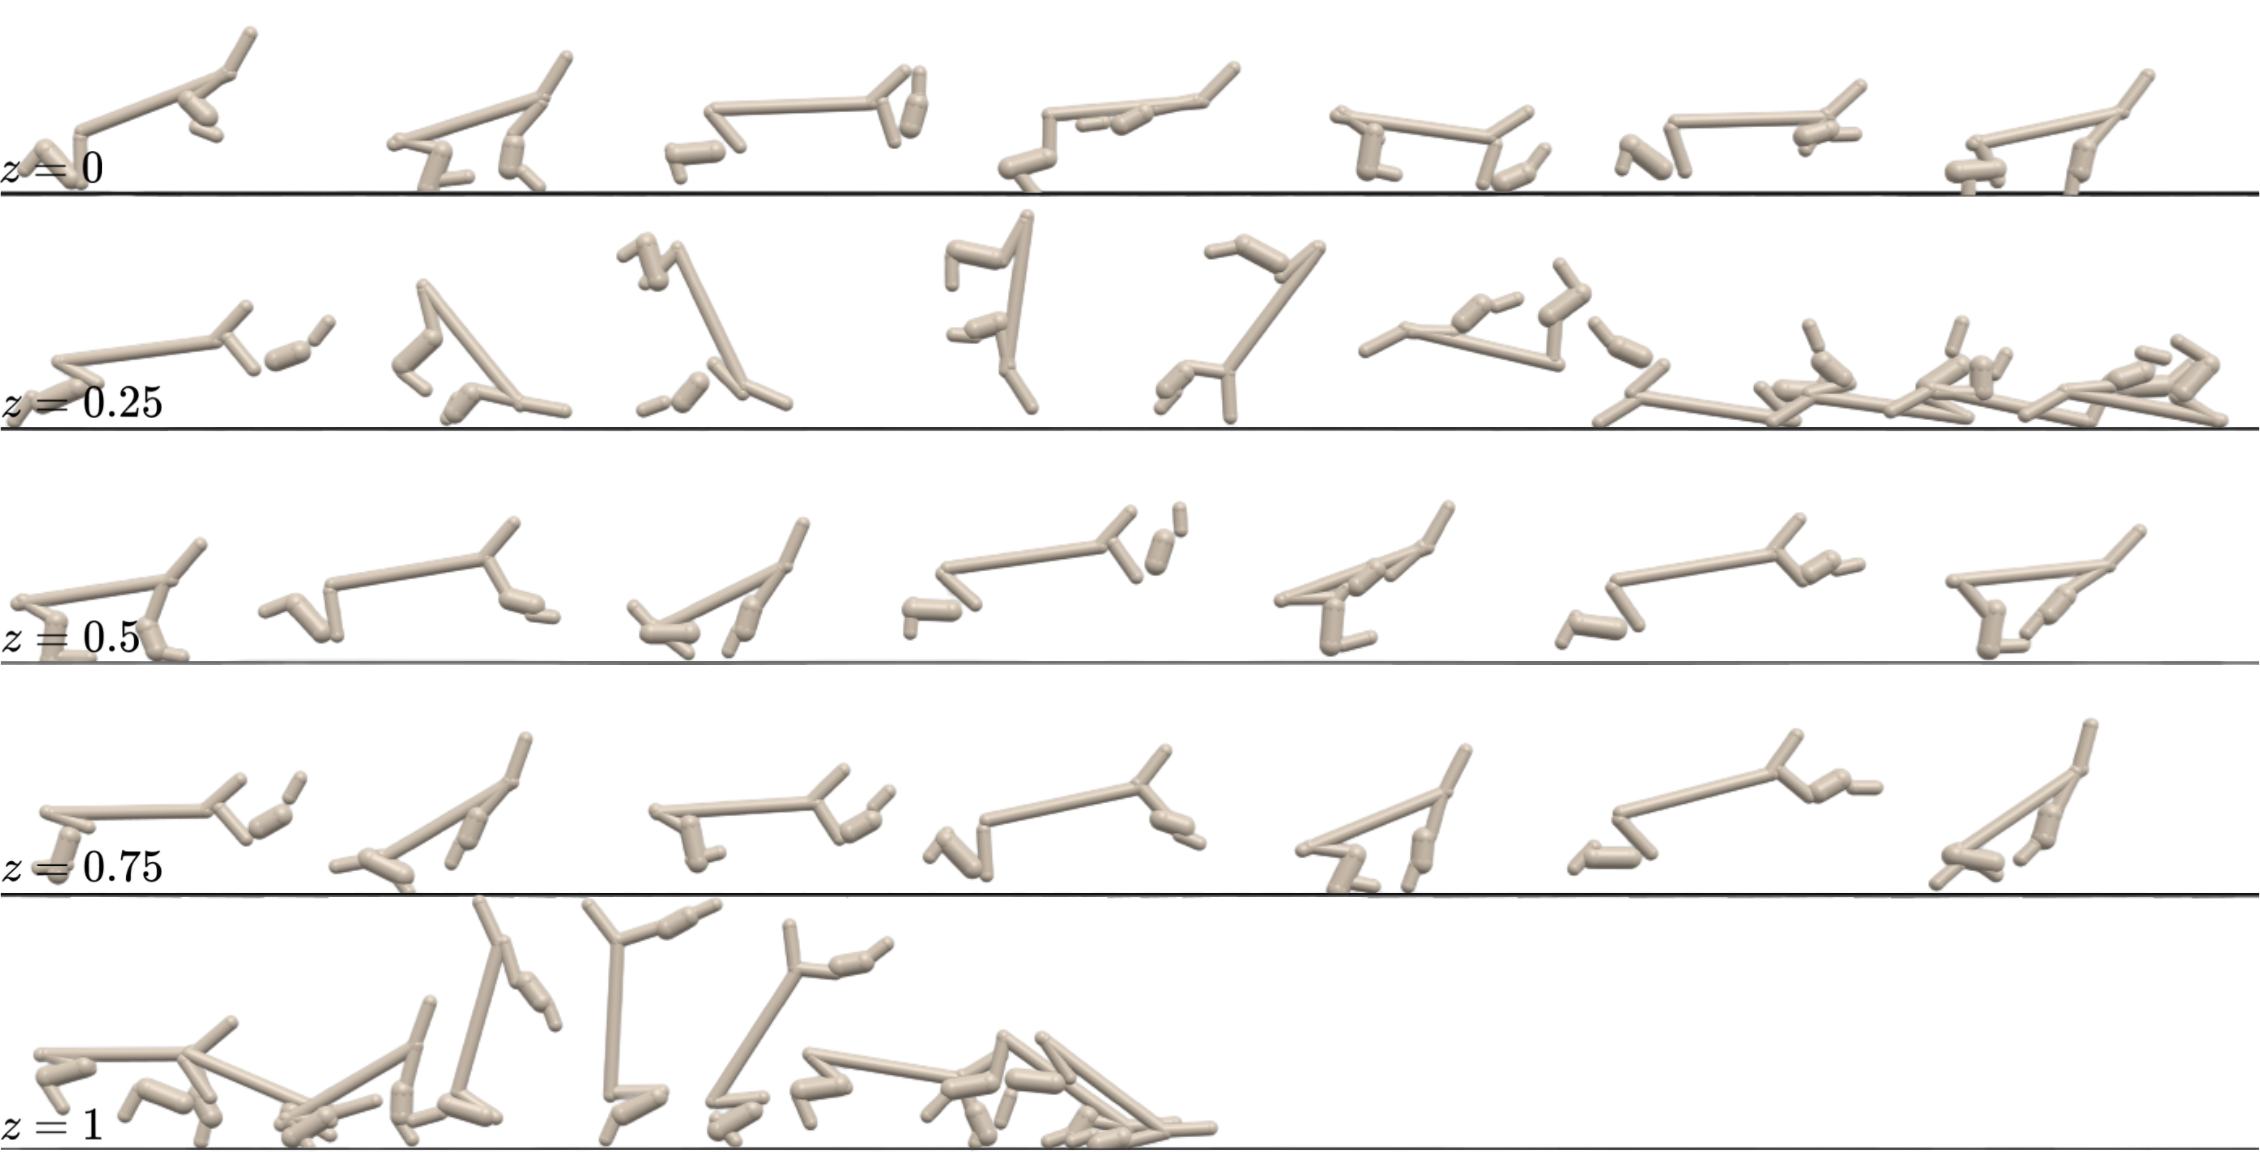 z = 0
z = 0.25
z = 0.5
z = 0.75
z = 1